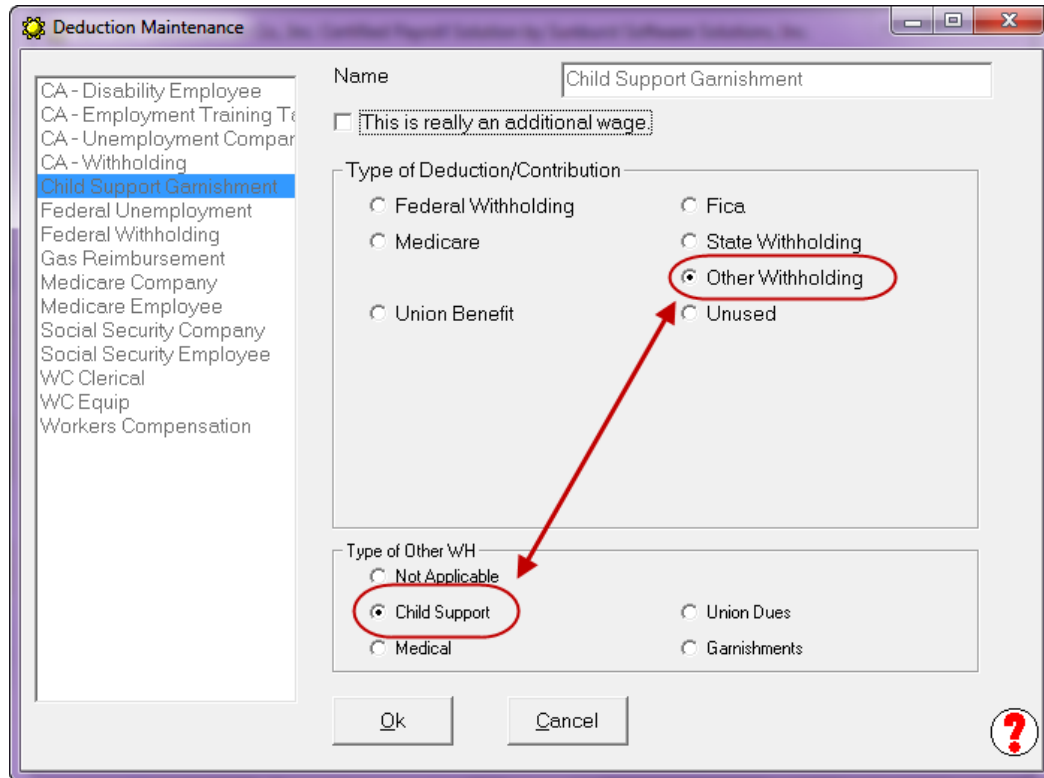 Deduction Maintenance
Name
Child Support Garnishment
This is really an additional wage.
CA - Disability Employee
CA - Employment Training Ta
CA - Unemployment Compan
CA - Withholding
Child Support Garnishment
Federal Unemployment
Federal Withholding
Gas Reimbursement
Medicare Company
Medicare Employee
Social Security Company
Social Security Employee
WC Clerical
WC Equip
Workers Compensation
Type of Deduction/Contribution
Federal Withholding
Fica
Medicare
State Withholding
Other Withholding
Union Benefit
Unused
Type of Other WH
Not Applicable
Child Support
Union Dues
Medical
Garnishments
Ok
Cancel
?